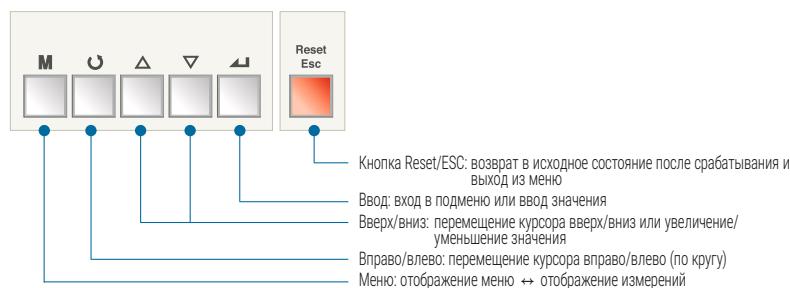 M
Reset
Esc
Кнопка Reset/ESC: возврат в исходное состояние после срабатывания и
выход из меню
Ввод: вход в подменю или ввод значения
Вверх/вниз: перемещение курсора вверх/вниз или увеличение/
уменьшение значения
Вправо/влево: перемещение курсора вправо/влево (по кругу)
Меню: отображение меню ↔ отображение измерений